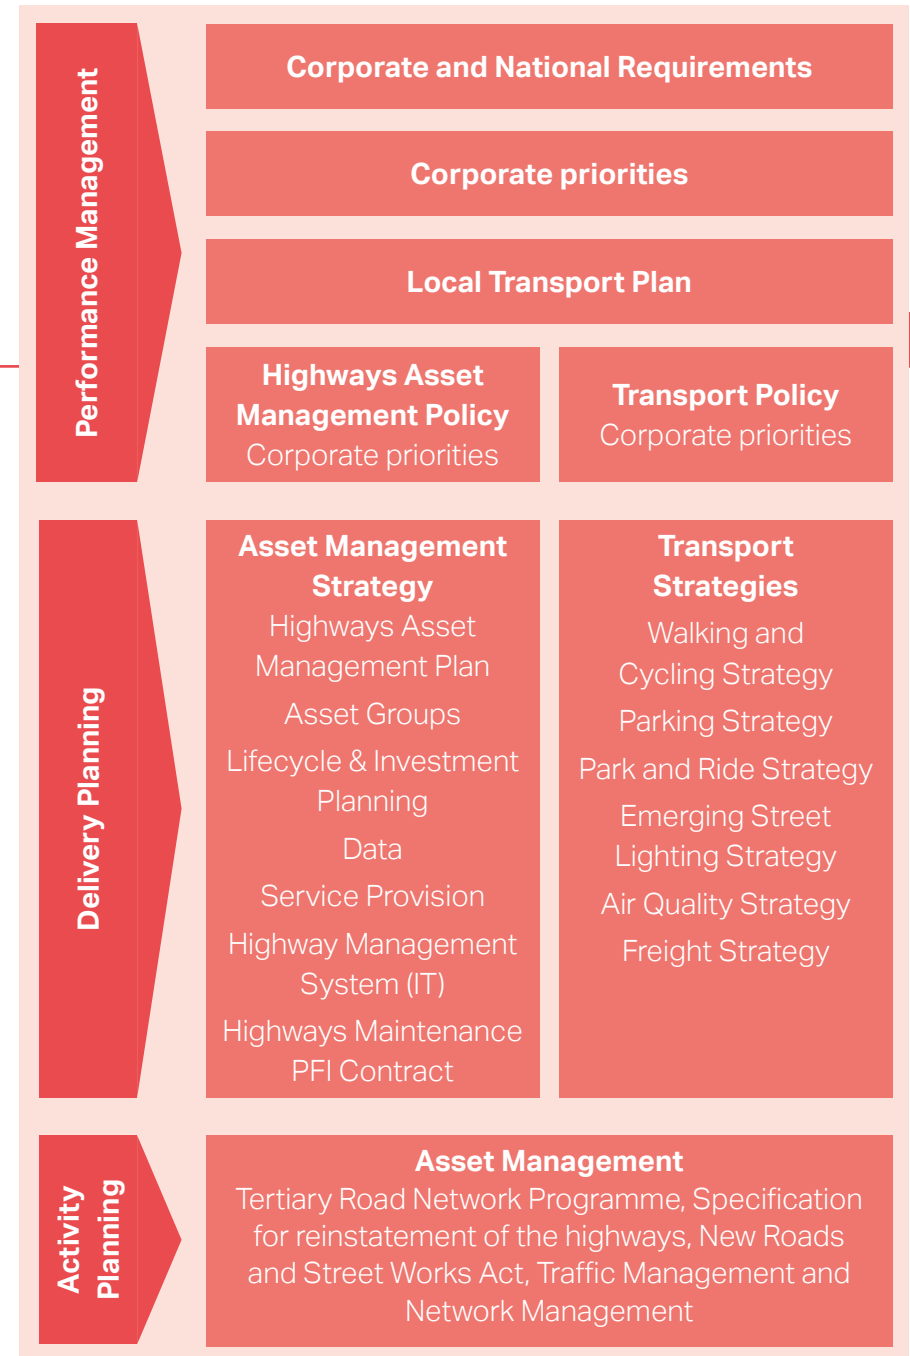 Performance Management
Corporate and National Requirements
Corporate priorities
Local Transport Plan
Highways Asset
Management Policy
Corporate priorities
Transport Policy
Corporate priorities
Delivery Planning
Asset Management
Strategy
Highways Asset
Management Plan
Asset Groups
Lifecycle & Investment
Planning
Data
Service Provision
Highway Management
System (IT)
Highways Maintenance
PFI Contract
Transport
Strategies
Walking and
Cycling Strategy
Parking Strategy
Park and Ride Strategy
Emerging Street
Lighting Strategy
Air Quality Strategy
Freight Strategy
Activity
Planning
Asset Management
Tertiary Road Network Programme, Specification
for reinstatement of the highways, New Roads
and Street Works Act, Traffic Management and
Network Management